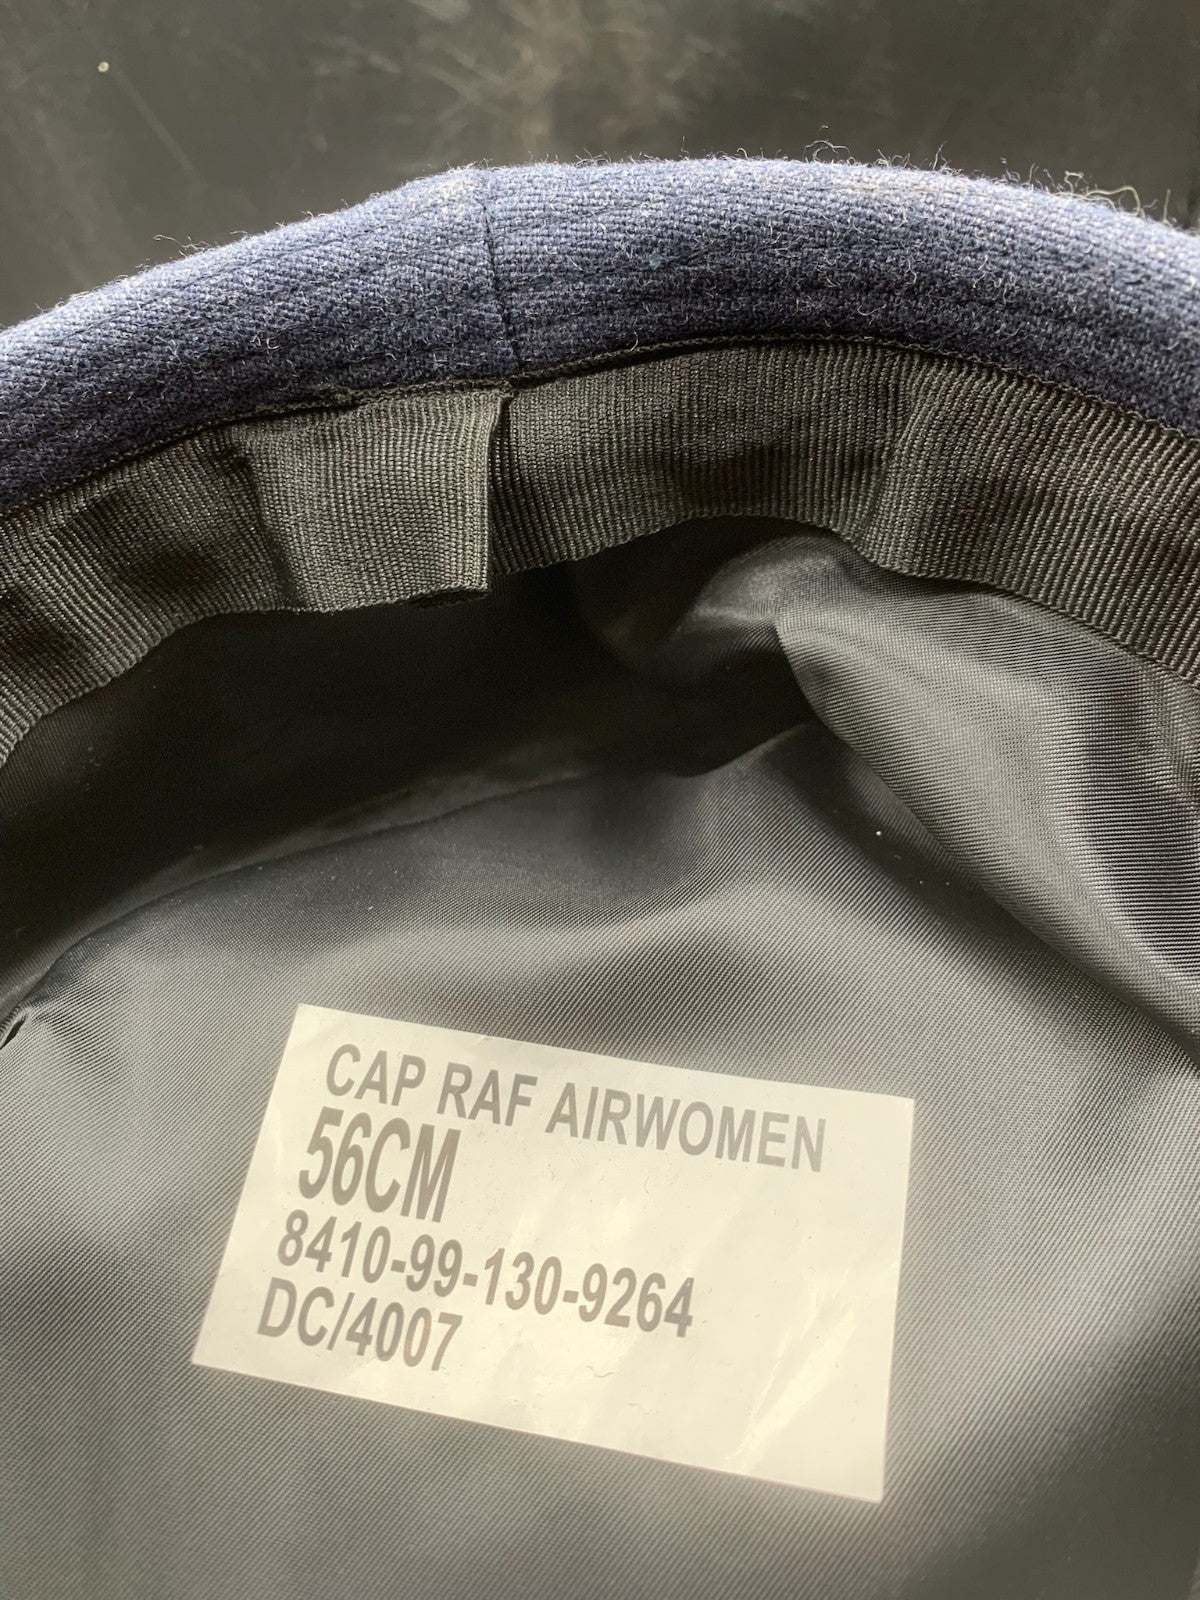 CAP RAF AIRWOMEN
56CM
8410-99-130-9264
DC/4007